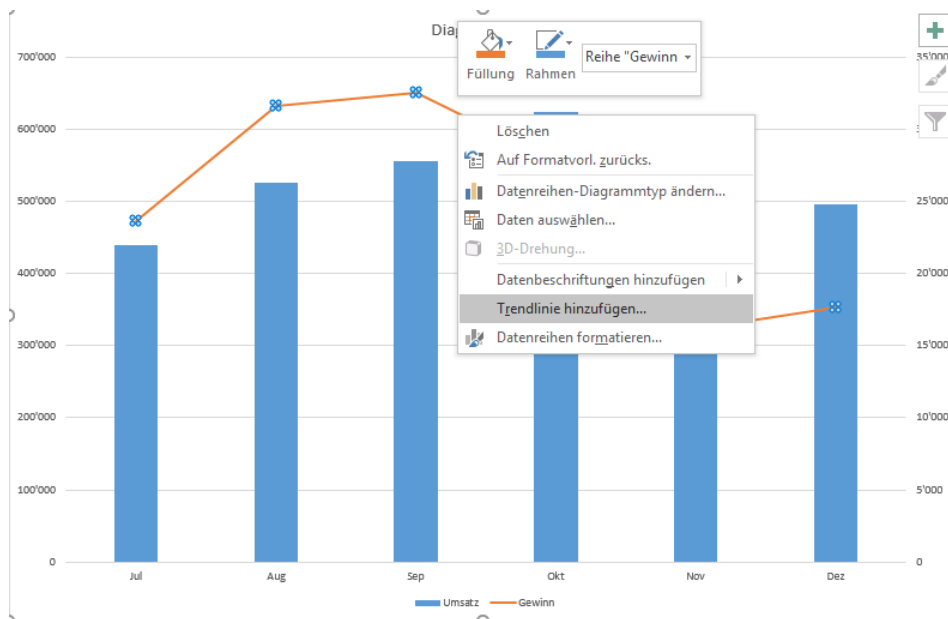 Diag
Füllung
Rahmen
Reihe "Gewinn
Löschen
Auf Formatvorl. zurücks.
Datenreihen-Diagrammtyp ändern...
Daten auswählen...
3D-Drehung...
Datenbeschriftungen hinzufügen
Trendlinie hinzufügen...
Datenreihen formatieren...
700'000
600'000
500'000
400'000
300'000
200'000
100'000
0
35'000
25'000
20'000
15'000
10'000
5'000
0
Jul Aug Sep Okt Nov Dez
Umsatz Gewinn